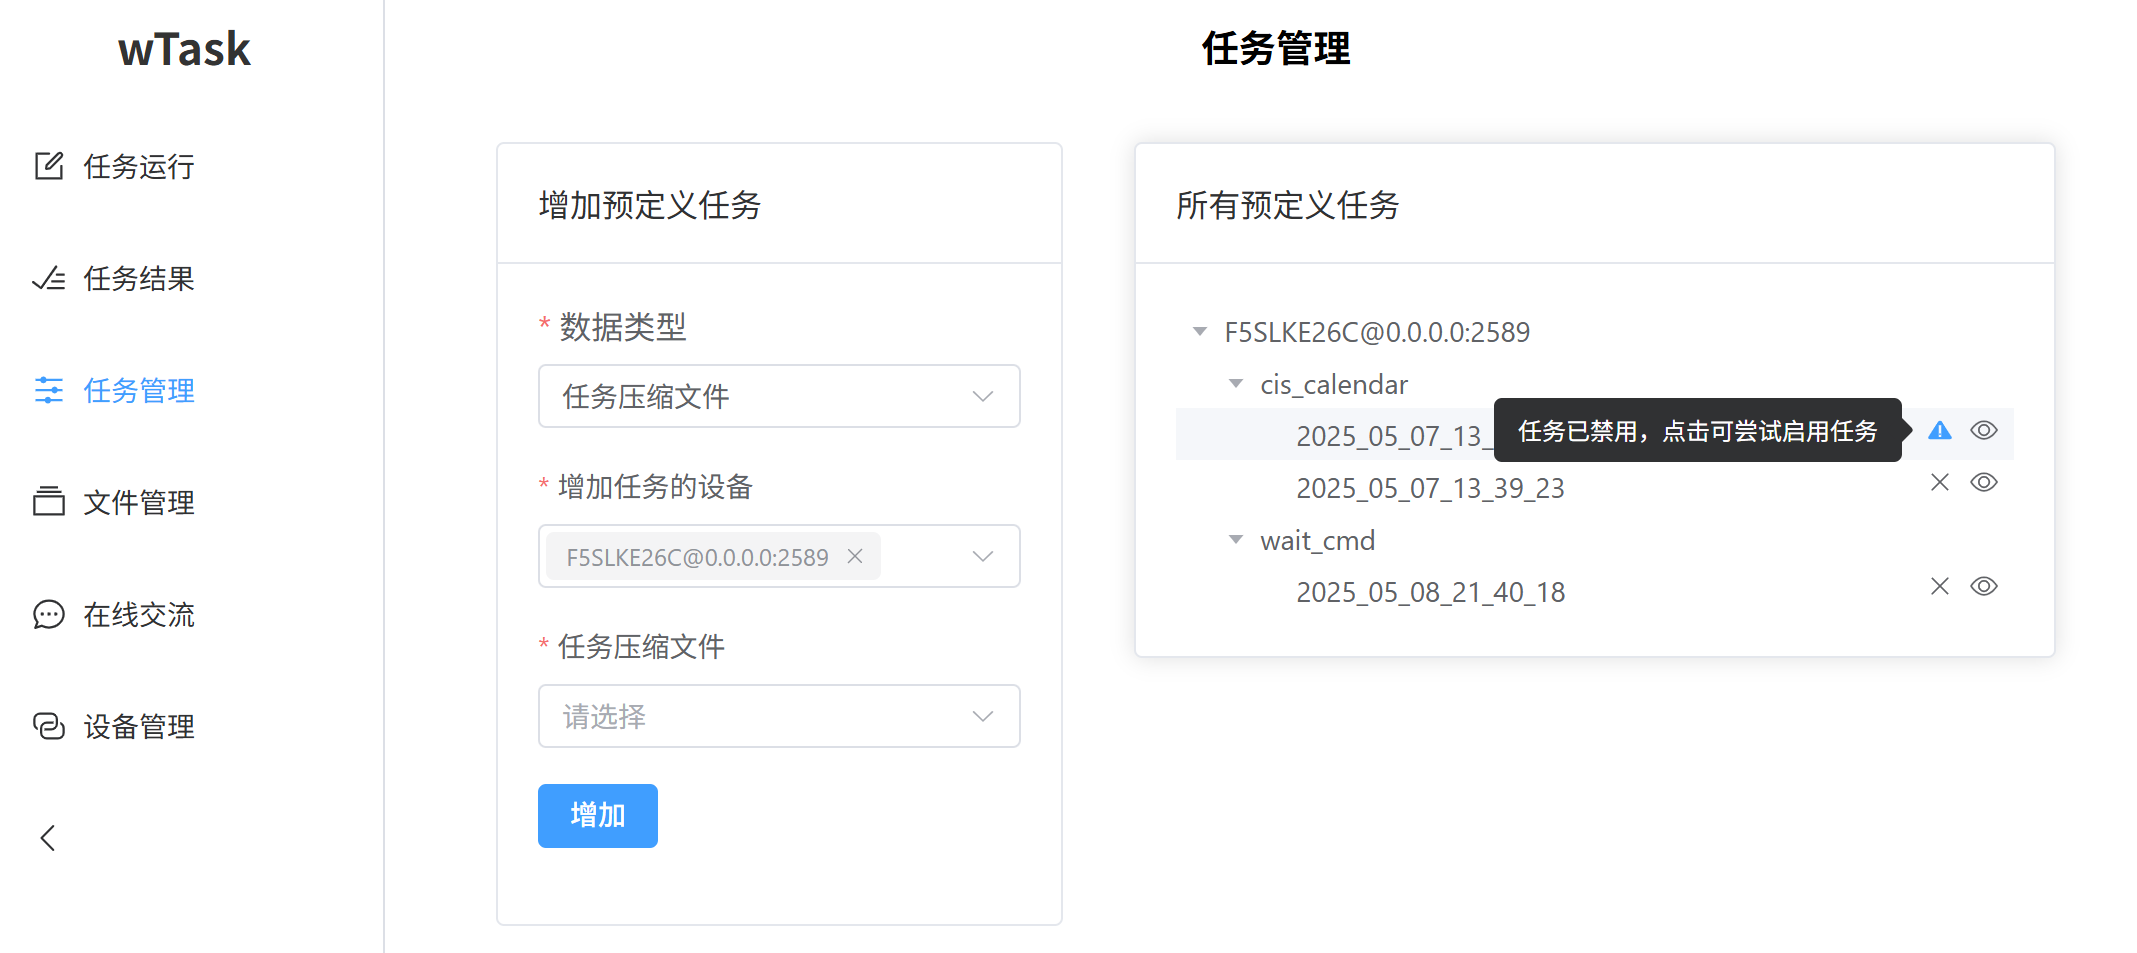 wTask
任务运行
任务结果
任务管理
文件管理
在线交流
设备管理
任务管理
增加预定义任务
* 数据类型
任务压缩文件
* 增加任务的设备
F5SLKE26C@0.0.0.0:2589
* 任务压缩文件
请选择
增加
所有预定义任务
F5SLKE26C@0.0.0.0:2589
cis_calendar
2025_05_07_13_
任务已禁用，点击可尝试启用任务
2025_05_07_13_39_23
wait_cmd
2025_05_08_21_40_18